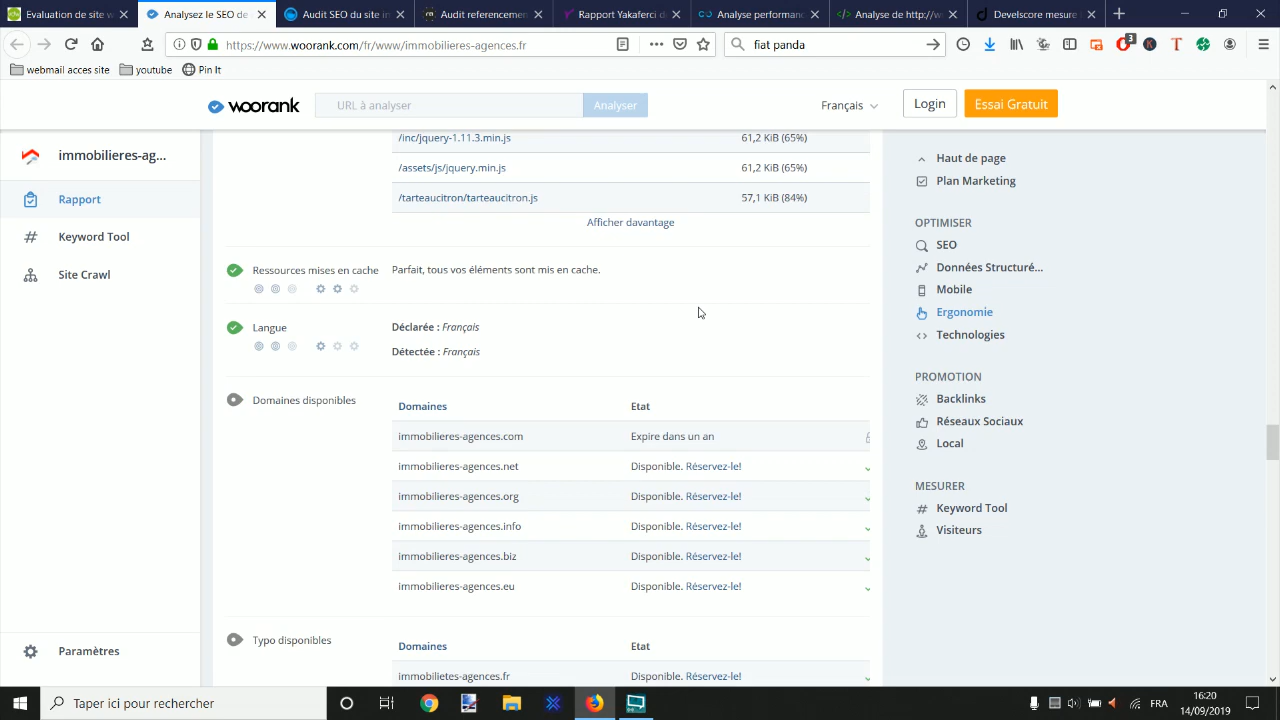 Evaluation de site w
Analysez le SEO de
Audit SEO du site in
Audit referencemen
Rapport Yakaferci d
Analyse performanc
Analyse de http://w
Develscore mesure
https://www.woorank.com/fr/www/immobilieres-agences.fr
fiat panda
3
webmail acces site
youtube
Pin It
woorank
URL à analyser
Analyser
Français
Login
Essai Gratuit
immobilieres-ag...
Rapport
Keyword Tool
Site Crawl
Paramètres
/inc/jquery-1.11.3.min.js 61,2 KiB (65%)
/assets/js/jquery.min.js 61,2 KiB (65%)
/tarteaucitron/tarteaucitron.js 57,1 KiB (84%)
Afficher davantage
Ressources mises en cache Parfait, tous vos éléments sont mis en cache.
Langue Déclarée : Français
Détectée : Français
Domaines disponibles
Domaines Etat
immobilieres-agences.com Expire dans un an
immobilieres-agences.net Disponible. Réservez-le!
immobilieres-agences.org Disponible. Réservez-le!
immobilieres-agences.info Disponible. Réservez-le!
immobilieres-agences.biz Disponible. Réservez-le!
immobilieres-agences.eu Disponible. Réservez-le!
Typo disponibles
Domaines Etat
immobilietes-agences.fr Disponible. Réservez-le!
Haut de page
Plan Marketing
OPTIMISER
SEO
Données Structuré...
Mobile
Ergonomie
Technologies
PROMOTION
Backlinks
Réseaux Sociaux
Local
MESURER
Keyword Tool
Visiteurs
Taper ici pour rechercher
FRA
16:20
14/09/2019